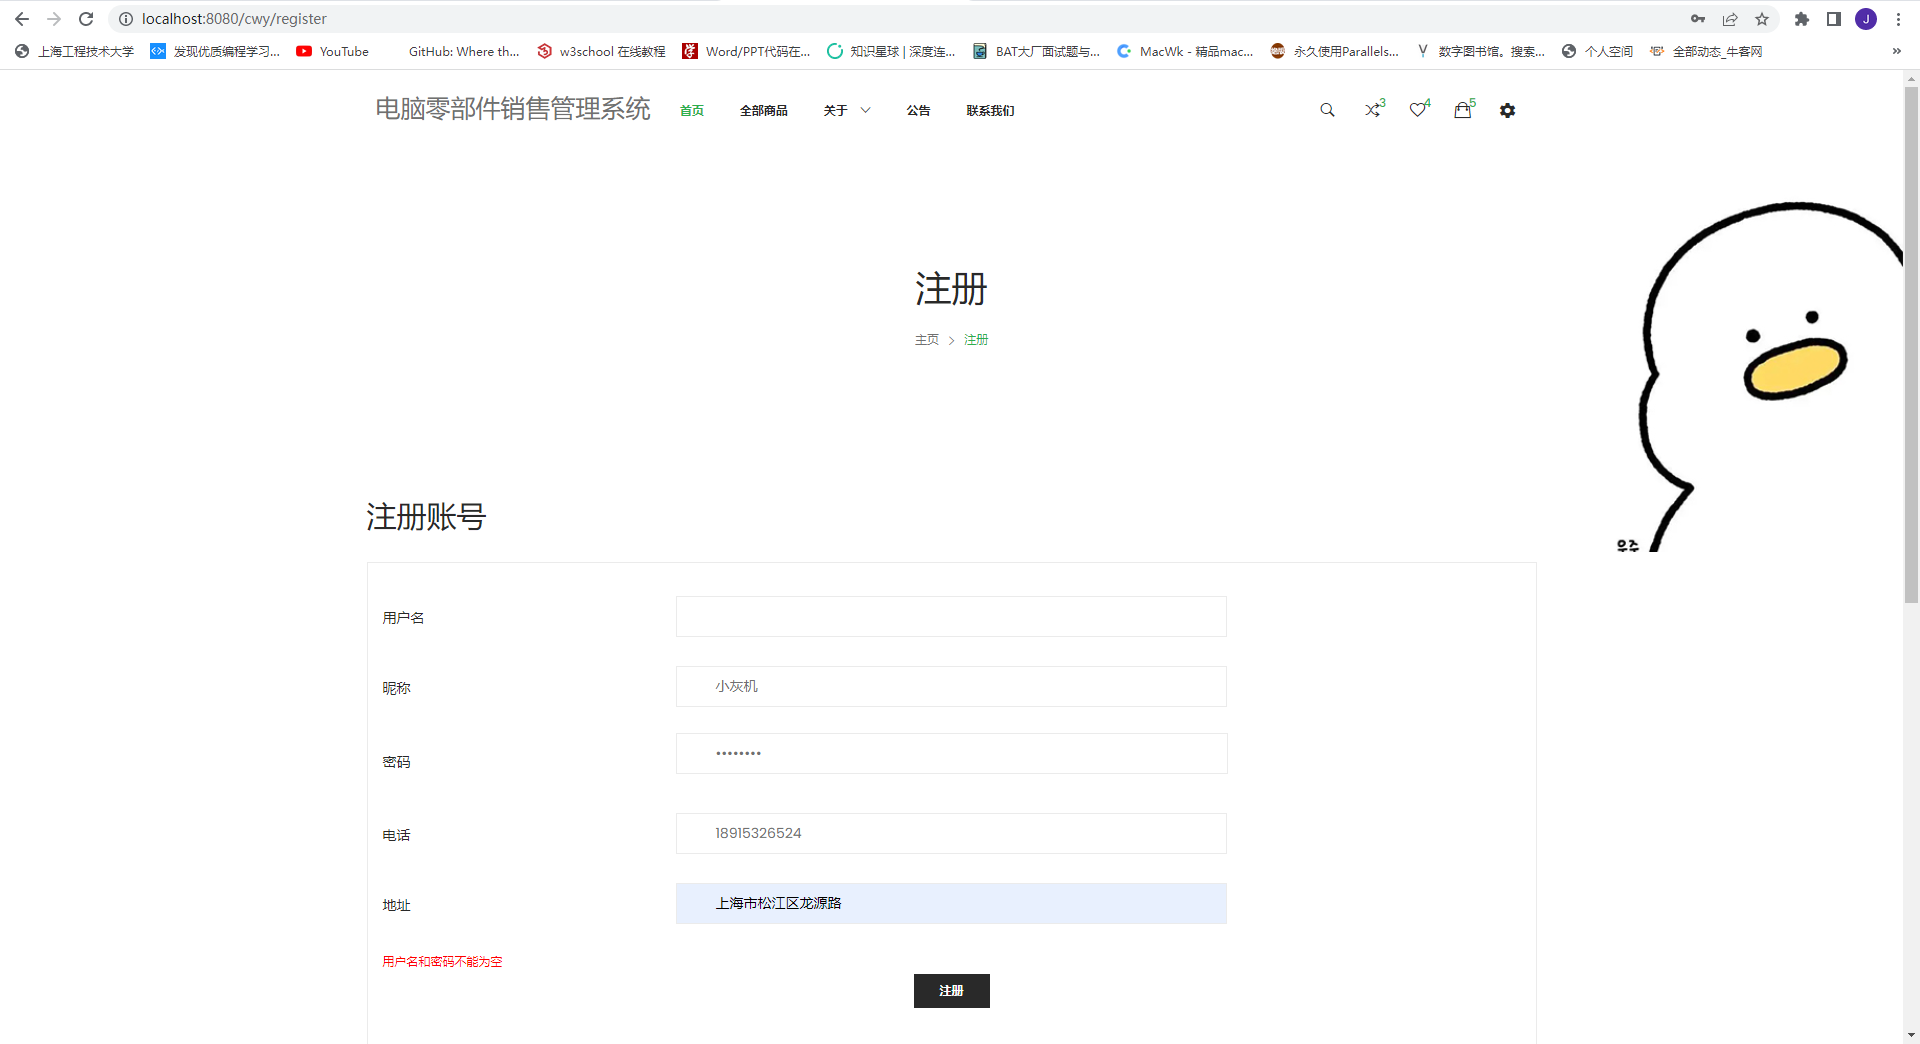 localhost:8080/cwy/register
J
上海工程技术大学 发现优质编程学习... YouTube GitHub: Where th... w3school 在线教程 Word/PPT代码在... 知识星球 | 深度连... BAT大厂面试题与... MacWk - 精品mac... 永久使用Parallels... 数字图书馆。搜索... 个人空间 全部动态_牛客网 »
电脑零部件销售管理系统 首页 全部商品 关于 公告 联系我们 3 4 5
注册
主页 > 注册
우주
注册账号
用户名
昵称 小灰机
密码 ••••••••
电话 18915326524
地址 上海市松江区龙源路
用户名和密码不能为空
注册